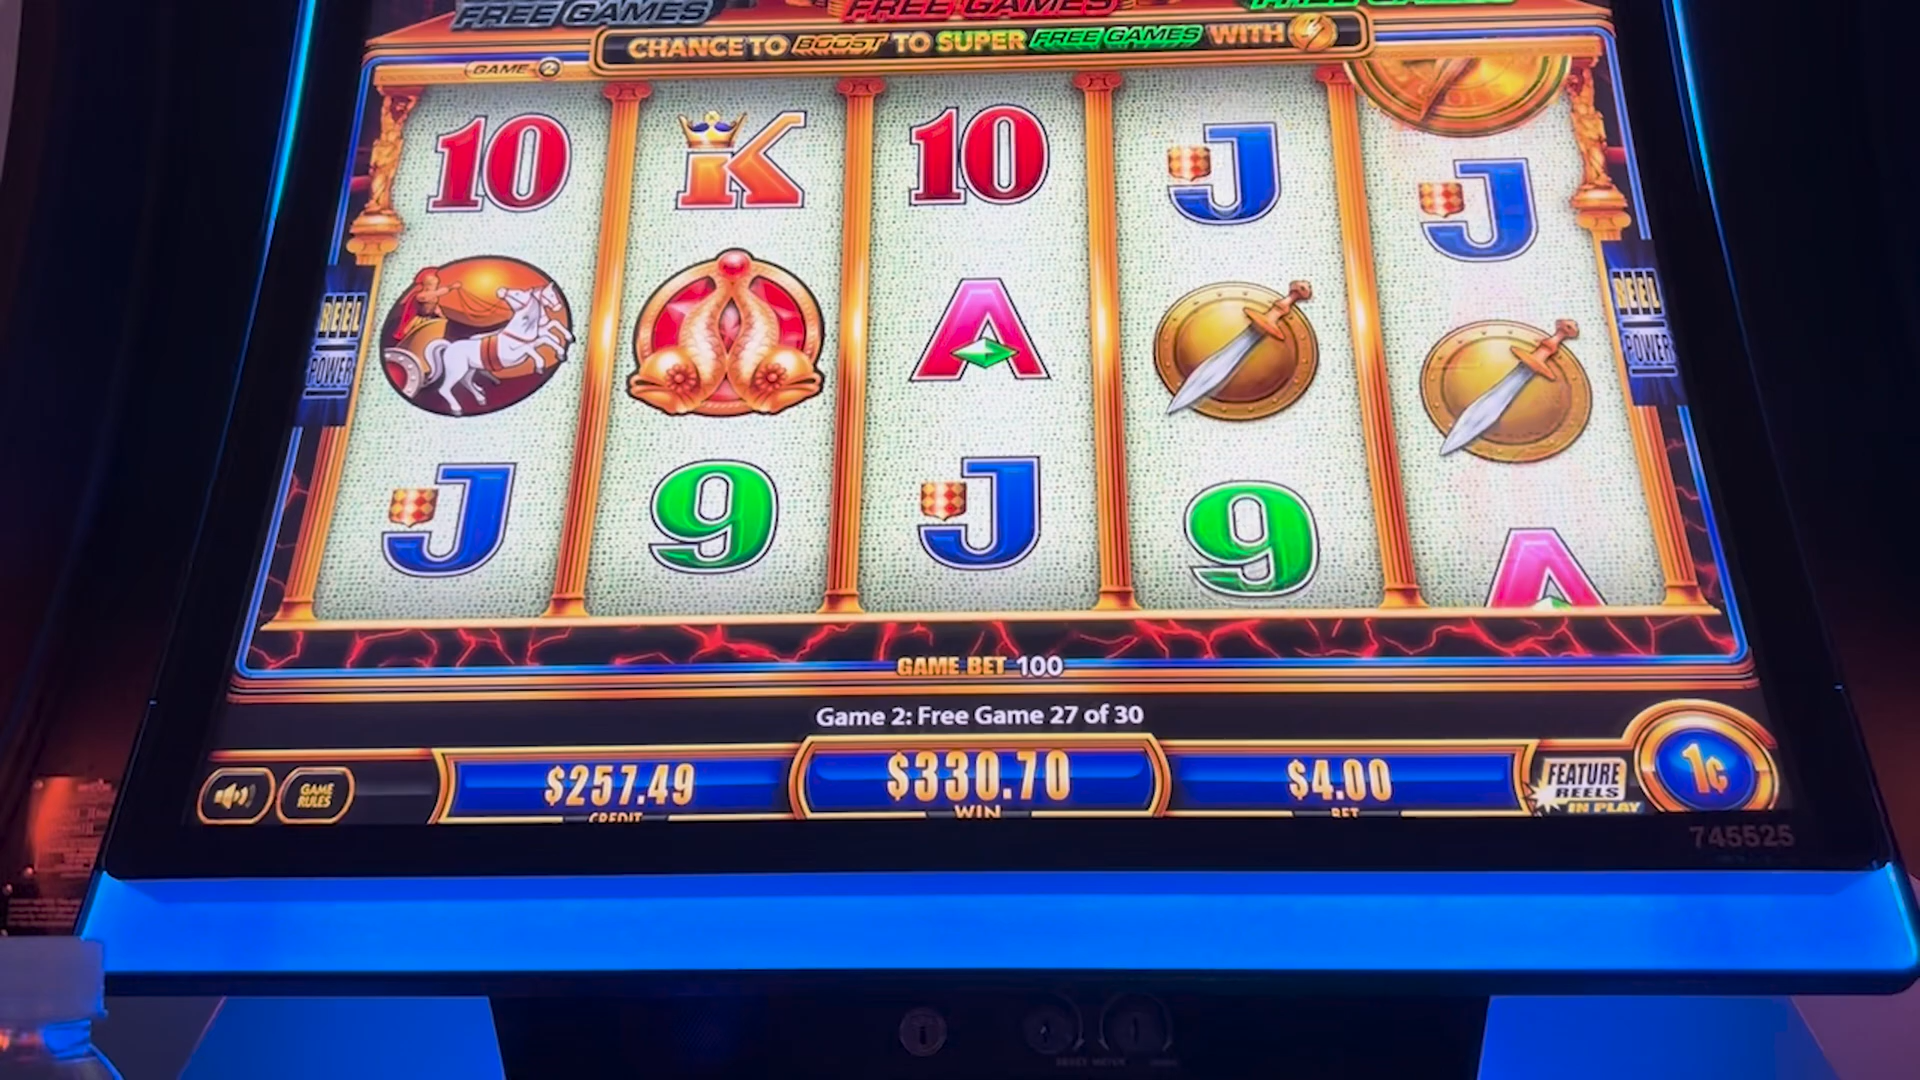 FREE GAMES
FREE GAMES
CHANCE TO BOOST TO SUPER FREE GAMES WITH
GAME 2
10 K 10 J J
REEL POWER
A
REEL POWER
J 9 J 9 A
GAME BET 100
Game 2: Free Game 27 of 30
GAME RULES
$257.49
CREDIT
$330.70
WIN
$4.00
BET
FEATURE REELS IN PLAY
1¢
745525